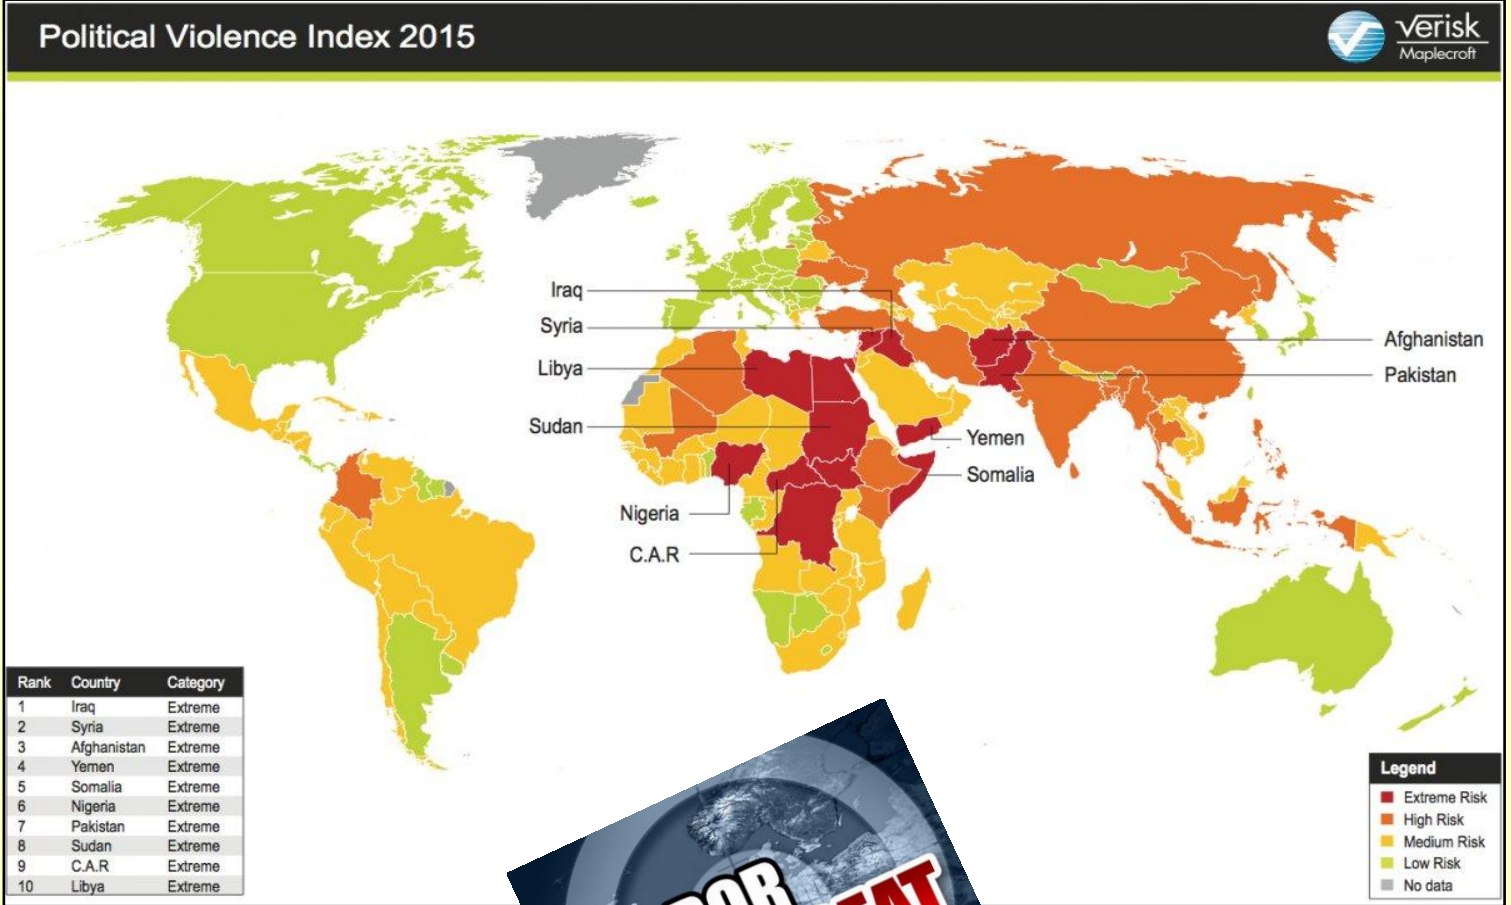 Political Violence Index 2015
verisk
Maplecroft
Iraq
Syria
Libya
Sudan
Nigeria
C.A.R
Afghanistan
Pakistan
Yemen
Somalia
Rank Country Category
1 Iraq Extreme
2 Syria Extreme
3 Afghanistan Extreme
4 Yemen Extreme
5 Somalia Extreme
6 Nigeria Extreme
7 Pakistan Extreme
8 Sudan Extreme
9 C.A.R Extreme
10 Libya Extreme
Legend
Extreme Risk
High Risk
Medium Risk
Low Risk
No data